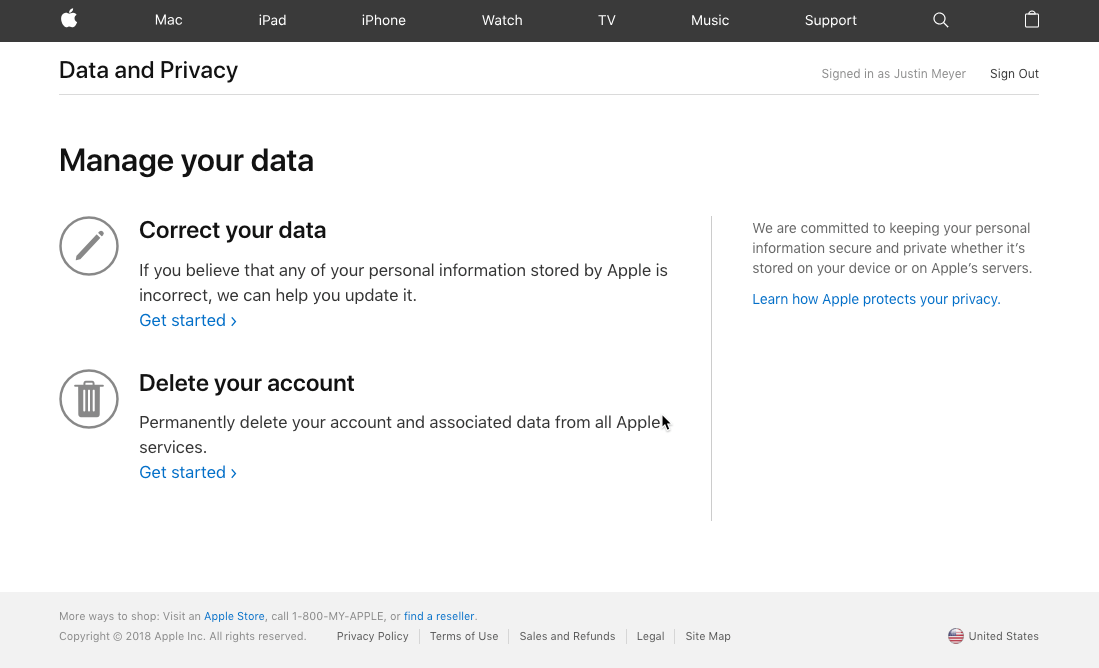 Mac iPad iPhone Watch TV Music Support
Data and Privacy
Signed in as Justin Meyer Sign Out
Manage your data
Correct your data
If you believe that any of your personal information stored by Apple is
incorrect, we can help you update it.
Get started ›
Delete your account
Permanently delete your account and associated data from all Apple
services.
Get started ›
We are committed to keeping your personal
information secure and private whether it’s
stored on your device or on Apple’s servers.
Learn how Apple protects your privacy.
More ways to shop: Visit an Apple Store, call 1-800-MY-APPLE, or find a reseller.
Copyright © 2018 Apple Inc. All rights reserved. Privacy Policy Terms of Use Sales and Refunds Legal Site Map United States